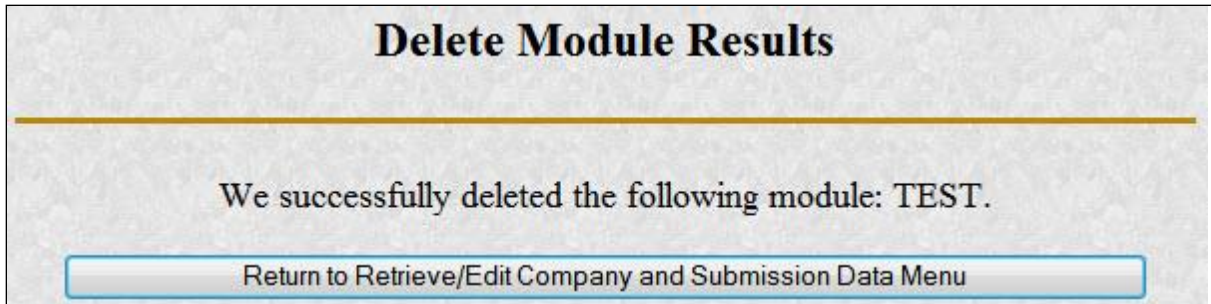 Delete Module Results
We successfully deleted the following module: TEST.
Return to Retrieve/Edit Company and Submission Data Menu